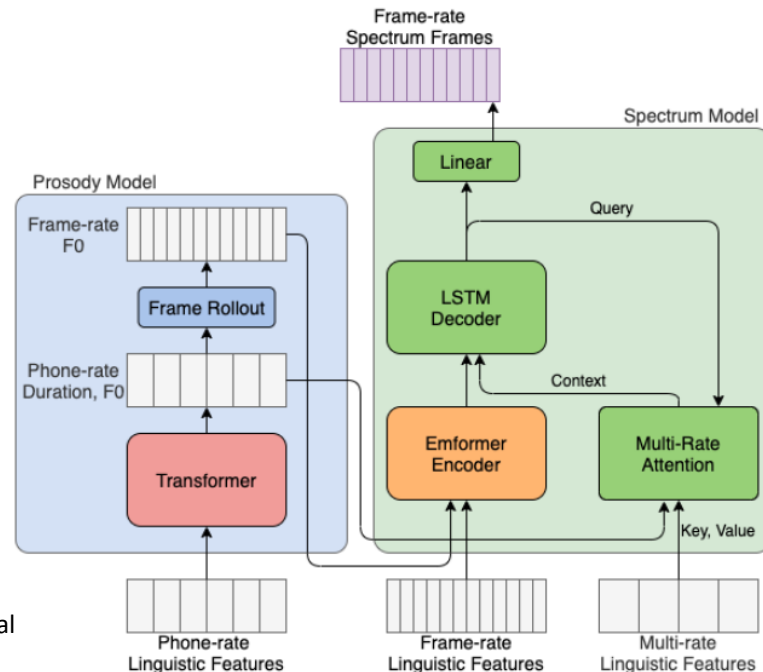 Frame-rate
Spectrum Frames
Spectrum Model
Linear
Prosody Model
Query
Frame-rate
F0
LSTM
Decoder
Frame Rollout
Phone-rate
Duration, F0
Context
Emformer
Encoder
Multi-Rate
Attention
Transformer
Key, Value
al
Phone-rate
Linguistic Features
Frame-rate
Linguistic Features
Multi-rate
Linguistic Features